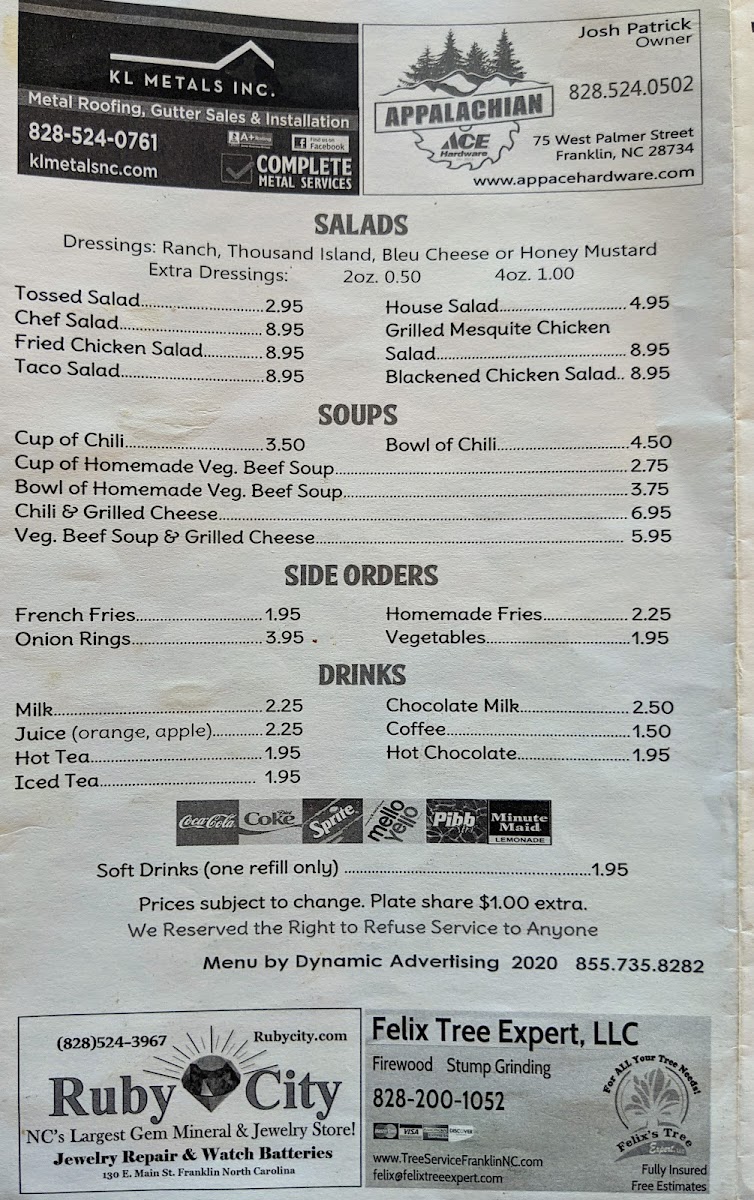 KL METALS INC.
Metal Roofing, Gutter Sales & Installation
828-524-0761
klmetalsnc.com
A+
Find us on
Facebook
COMPLETE
METAL SERVICES
Josh Patrick
Owner
828.524.0502
APPALACHIAN
ACE
Hardware
75 West Palmer Street
Franklin, NC 28734
www.appacehardware.com
SALADS
Dressings: Ranch, Thousand Island, Bleu Cheese or Honey Mustard
Extra Dressings: 2oz. 0.50 4oz. 1.00
Tossed Salad 2.95
Chef Salad 8.95
Fried Chicken Salad 8.95
Taco Salad 8.95
House Salad 4.95
Grilled Mesquite Chicken
Salad 8.95
Blackened Chicken Salad.. 8.95
SOUPS
Cup of Chili 3.50 Bowl of Chili 4.50
Cup of Homemade Veg. Beef Soup 2.75
Bowl of Homemade Veg. Beef Soup 3.75
Chili & Grilled Cheese 6.95
Veg. Beef Soup & Grilled Cheese 5.95
SIDE ORDERS
French Fries 1.95 Homemade Fries 2.25
Onion Rings 3.95 Vegetables 1.95
DRINKS
Milk 2.25
Juice (orange, apple) 2.25
Hot Tea 1.95
Iced Tea 1.95
Chocolate Milk 2.50
Coffee 1.50
Hot Chocolate 1.95
Coca-Cola
Diet
Coke
Sprite
mello
yello
Pibb
Minute
Maid
LEMONADE
Soft Drinks (one refill only) 1.95
Prices subject to change. Plate share $1.00 extra.
We Reserved the Right to Refuse Service to Anyone
Menu by Dynamic Advertising 2020 855.735.8282
(828)524-3967 Rubycity.com
Ruby City
NC's Largest Gem Mineral & Jewelry Store!
Jewelry Repair & Watch Batteries
130 E. Main St. Franklin North Carolina
Felix Tree Expert, LLC
Firewood Stump Grinding
828-200-1052
VISA
DISCOVER
www.TreeServiceFranklinNC.com
felix@felixtreeexpert.com
For ALL Your Tree Needs!
Felix's Tree
Expert, LLC
Fully Insured
Free Estimates